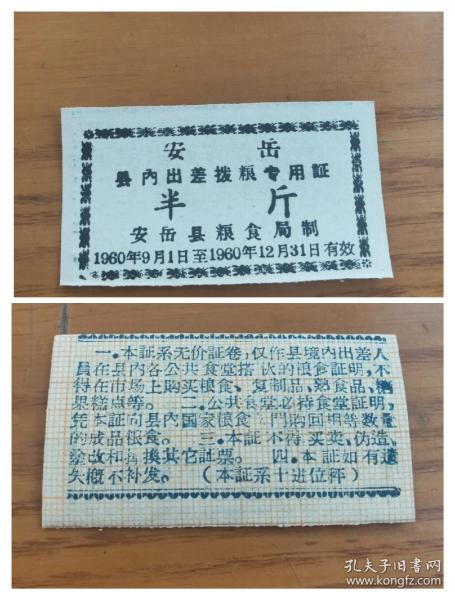 安岳
县内出差拨粮专用証
半斤
安岳县粮食局制
1960年9月1日至1960年12月31日有效
一.本証系无价証卷,仅作县境内出差人
員在县内各公共食堂搭伙的粮食証明,不
得在市场上购买粮食、复制品、熟食品、糖
果糕点等。二.公共食堂必持食堂証明,
凭本証向县内国家粮食 門购回相等数量
的成品粮食。三.本証不得买卖、伪造、
塗改和 换其它証票。四.本証如有遺
失概不补发。(本証系十进位秤)
孔夫子旧书网
www.kongfz.com